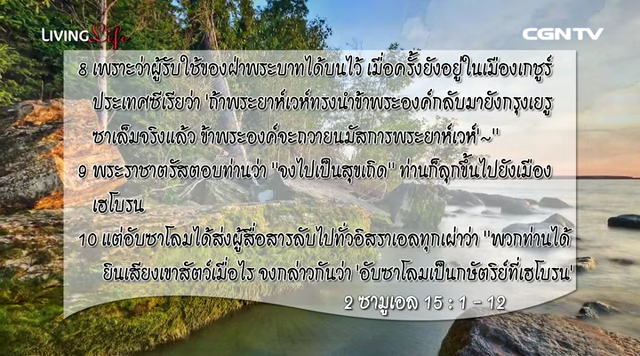 LIVING Life
CGNTV
8 เพราะว่าผู้รับใช้ของฝ่าพระบาทได้บนไว้ เมื่อครั้งยังอยู่ในเมืองเกชูร์
ประเทศซีเรียว่า 'ถ้าพระยาห์เวห์ทรงนำข้าพระองค์กลับมายังกรุงเยรู
ซาเล็มจริงแล้ว ข้าพระองค์จะถวายนมัสการพระยาห์เวห์'~"
9 พระราชาตรัสตอบท่านว่า "จงไปเป็นสุขเถิด" ท่านก็ลุกขึ้นไปยังเมือง
เฮโบรน
10 แต่อับซาโลมได้ส่งผู้สื่อสารลับไปทั่วอิสราเอลทุกเผ่าว่า "พวกท่านได้
ยินเสียงเขาสัตว์เมื่อไร จงกล่าวกันว่า 'อับซาโลมเป็นกษัตริย์ที่เฮโบรน'
2 ซามูเอล 15 : 1 - 12